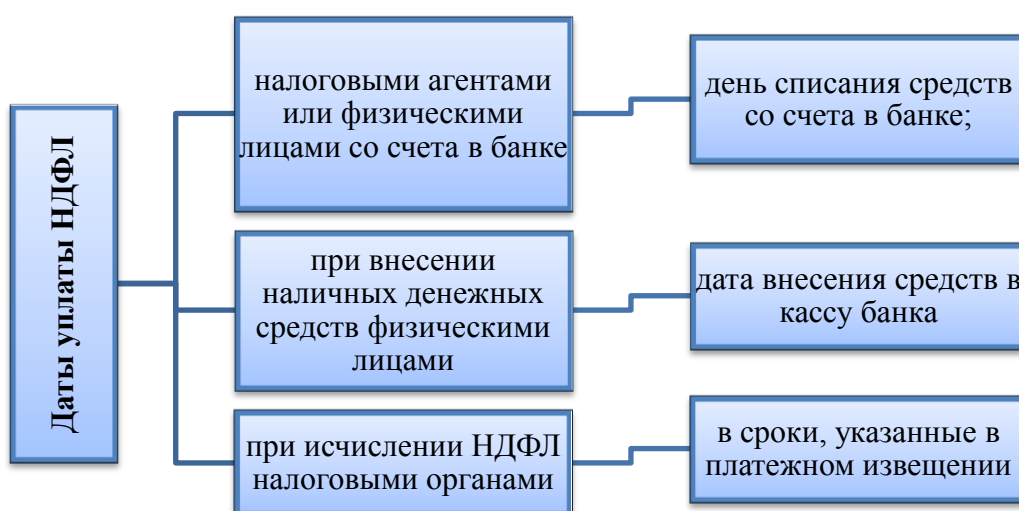 Даты уплаты НДФЛ
налоговыми агентами
или физическими
лицами со счета в банке
день списания средств
со счета в банке;
при внесении
наличных денежных
средств физическими
лицами
дата внесения средств в
кассу банка
при исчислении НДФЛ
налоговыми органами
в сроки, указанные в
платежном извещении